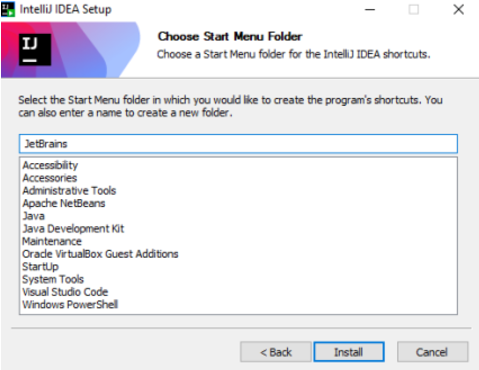 IntelliJ IDEA Setup
IJ
Choose Start Menu Folder
Choose a Start Menu folder for the IntelliJ IDEA shortcuts.
Select the Start Menu folder in which you would like to create the program's shortcuts. You
can also enter a name to create a new folder.
JetBrains
Accessibility
Accessories
Administrative Tools
Apache NetBeans
Java
Java Development Kit
Maintenance
Oracle VirtualBox Guest Additions
StartUp
System Tools
Visual Studio Code
Windows PowerShell
< Back
Install
Cancel